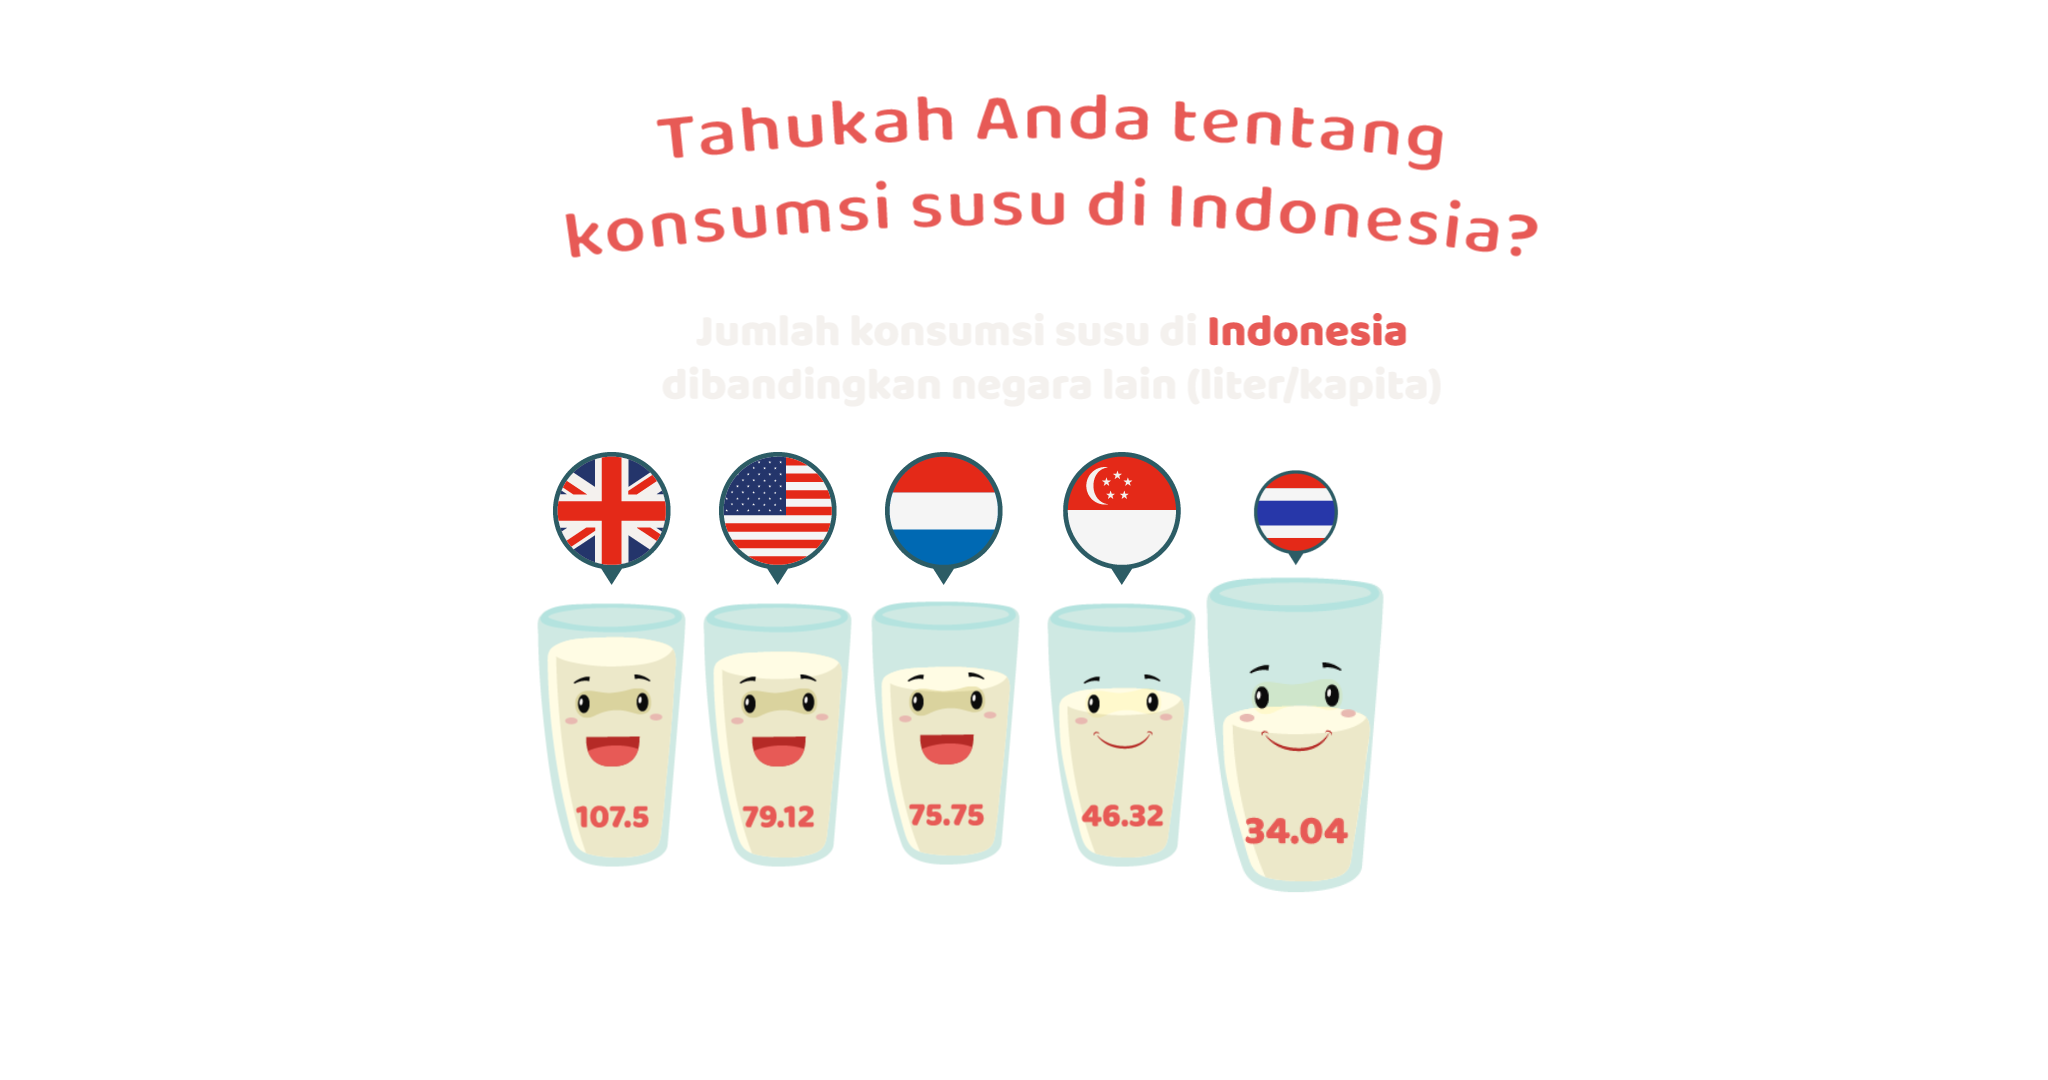 Tahukah Anda tentang
konsumsi susu di Indonesia?
Jumlah konsumsi susu di Indonesia
dibandingkan negara lain (liter/kapita)
107.5 79.12 75.75 46.32 34.04